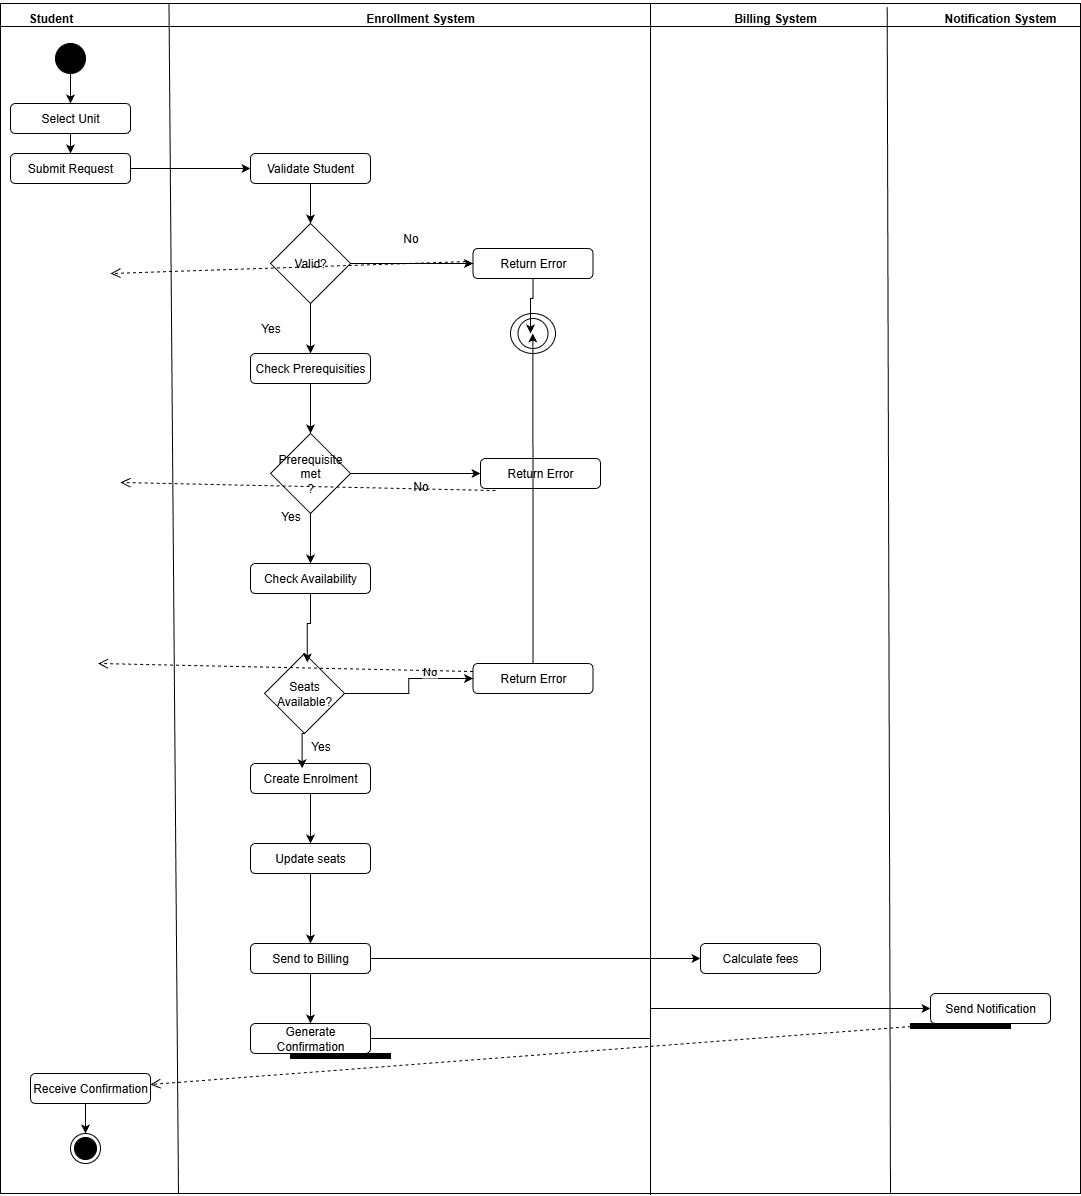 Student
Enrollment System
Billing System
Notification System
Select Unit
Submit Request
Validate Student
No
Valid?
Return Error
Yes
Check Prerequisities
Prerequisite
met
?
Return Error
No
Yes
Check Availability
No
Return Error
Seats
Available?
Yes
Create Enrolment
Update seats
Send to Billing
Calculate fees
Send Notification
Generate
Confirmation
Receive Confirmation